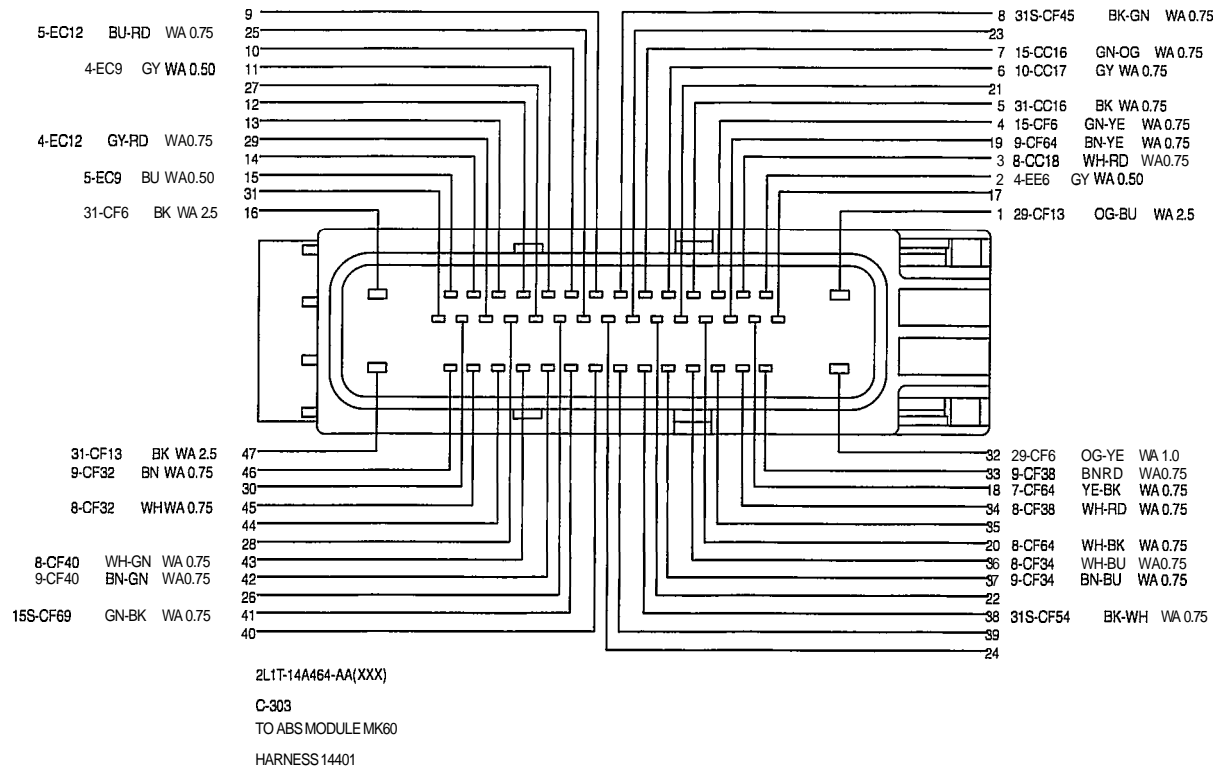 9
5-EC12 BU-RD WA 0.75 25
10
4-EC9 GY WA 0.50 11
27
12
13
4-EC12 GY-RD WA0.75 29
14
5-EC9 BU WA0.50 15
31
31-CF6 BK WA 2.5 16
8 31S-CF45 BK-GN WA 0.75
23
7 15-CC16 GN-OG WA 0.75
6 10-CC17 GY WA 0.75
21
5 31-CC16 BK WA 0.75
4 15-CF6 GN-YE WA 0.75
19 9-CF64 BN-YE WA 0.75
3 8-CC18 WH-RD WA0.75
2 4-EE6 GY WA 0.50
17
1 29-CF13 OG-BU WA 2.5
31-CF13 BK WA 2.5 47
9-CF32 BN WA 0.75 46
30
8-CF32 WH WA 0.75 45
44
28
8-CF40 WH-GN WA 0.75 43
9-CF40 BN-GN WA0.75 42
26
15S-CF69 GN-BK WA 0.75 41
40
32 29-CF6 OG-YE WA 1.0
33 9-CF38 BNRD WA0.75
18 7-CF64 YE-BK WA 0.75
34 8-CF38 WH-RD WA 0.75
35
20 8-CF64 WH-BK WA 0.75
36 8-CF34 WH-BU WA0.75
37 9-CF34 BN-BU WA 0.75
22
38 31S-CF54 BK-WH WA 0.75
39
24
2L1T-14A464-AA(XXX)
C-303
TO ABS MODULE MK60
HARNESS 14401